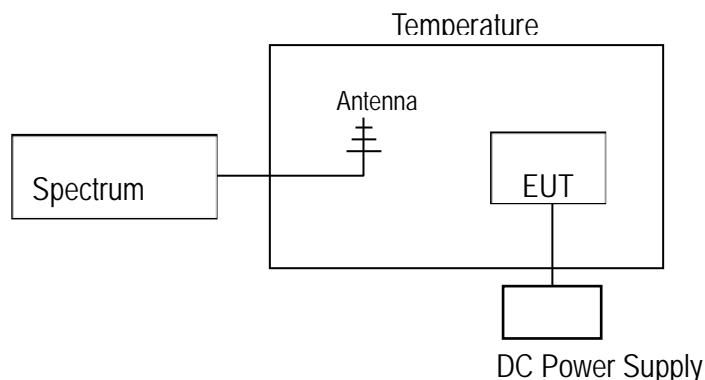 Temperature
Antenna
Spectrum
EUT
DC Power Supply